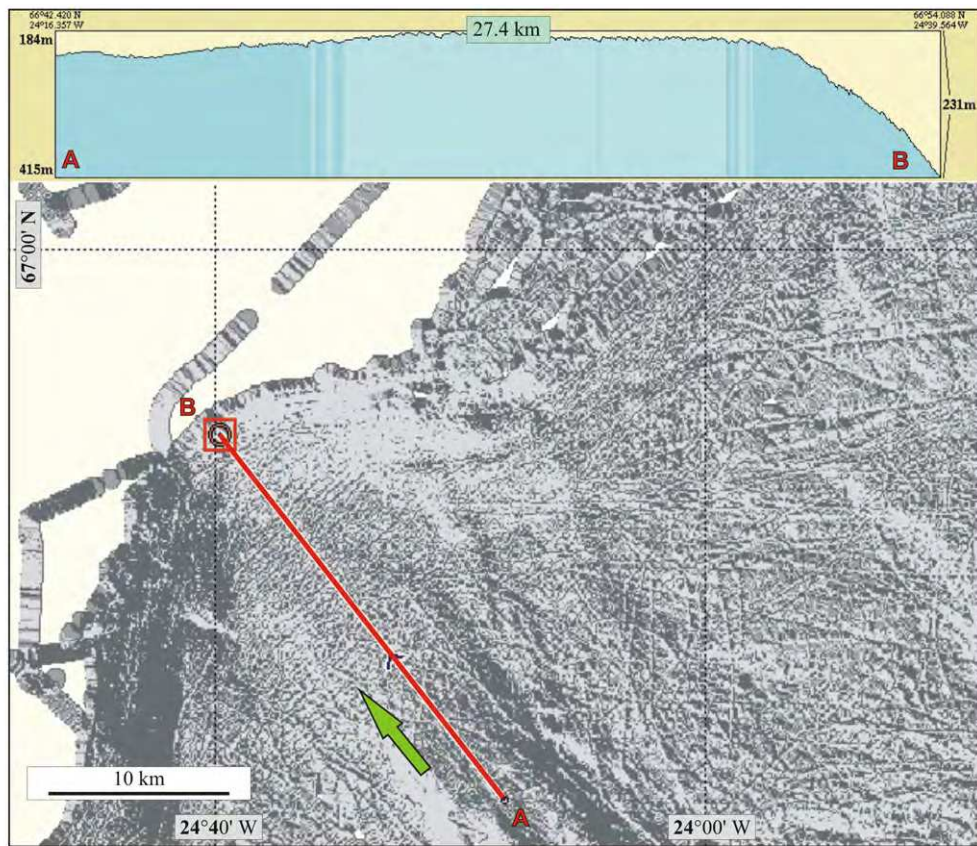 66°42.420 N
24°16.357 W
27.4 km
66°54.088 N
24°39.564 W
184m
231m
415m
A
B
67°00' N
B
A
10 km
24°40' W
24°00' W